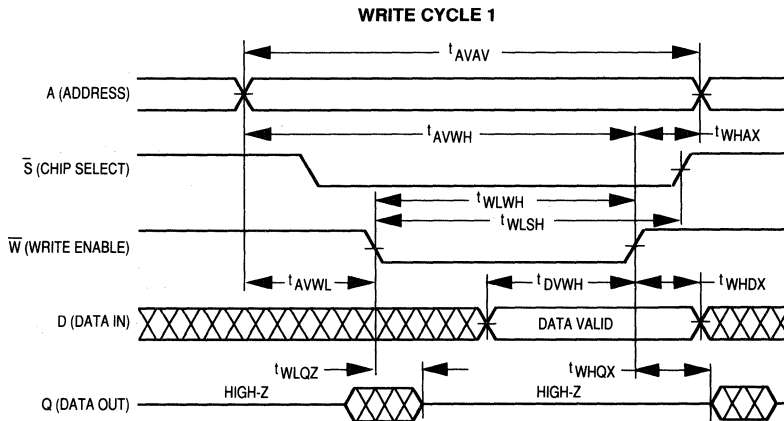 WRITE CYCLE 1
tAVAV
A (ADDRESS)
tAVWH
tWHAX
S̅ (CHIP SELECT)
tWLWH
tWLSH
W̅ (WRITE ENABLE)
tAVWL
tDVWH
tWHDX
D (DATA IN)
DATA VALID
tWLQZ
tWHQX
Q (DATA OUT)
HIGH-Z
HIGH-Z